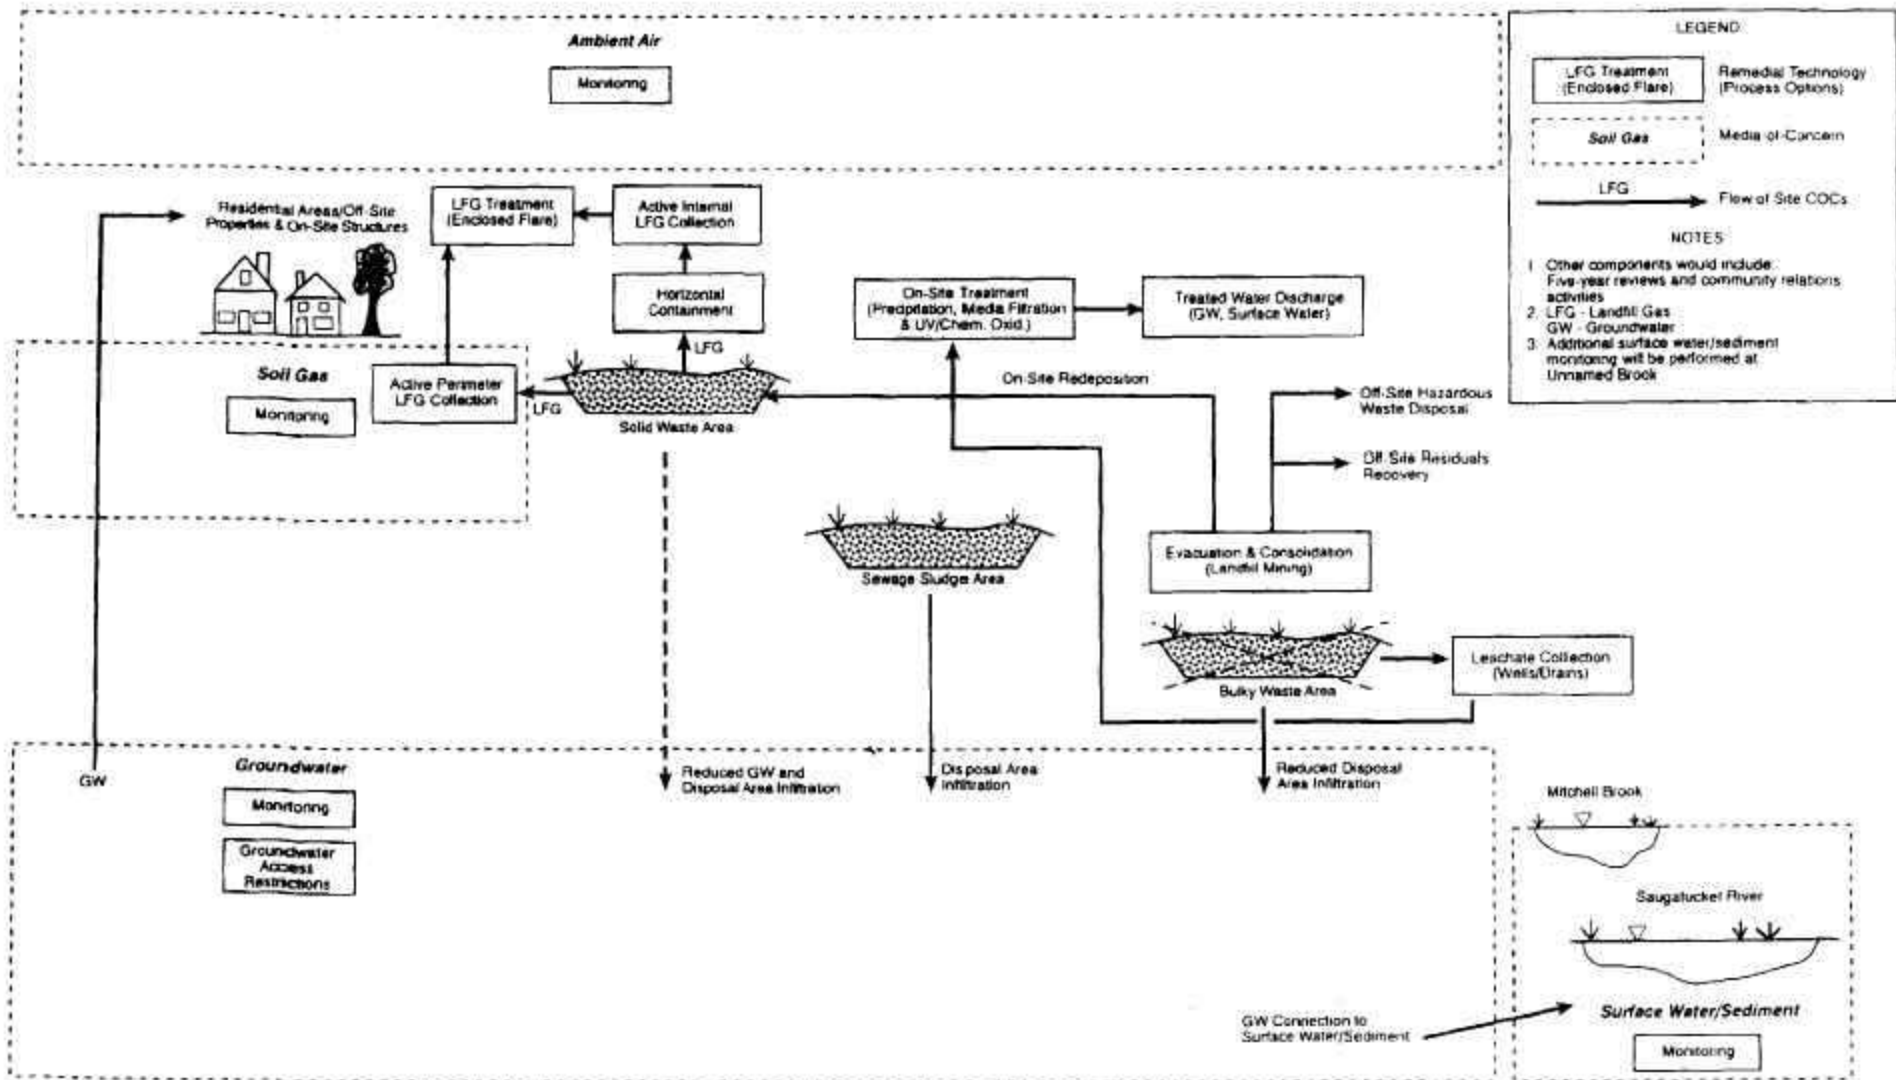 Ambient Air
Monitoring
LEGEND
LFG Treatment
(Enclosed Flare)
Remedial Technology
(Process Options)
Soil Gas
Media-of-Concern
LFG
Flow of Site COCs
NOTES
1. Other components would include:
Five-year reviews and community relations
activities
2. LFG - Landfill Gas
GW - Groundwater
3. Additional surface water/sediment
monitoring will be performed at
Unnamed Brook
Residential Areas/Off-Site
Properties & On-Site Structures
LFG Treatment
(Enclosed Flare)
Active Internal
LFG Collection
Horizontal
Containment
LFG
On-Site Treatment
(Precipitation, Media Filtration
& UV/Chem. Oxid.)
Treated Water Discharge
(GW, Surface Water)
Soil Gas
Monitoring
Active Perimeter
LFG Collection
LFG
Solid Waste Area
On-Site Redeposition
Off-Site Hazardous
Waste Disposal
Off-Site Residuals
Recovery
Sewage Sludge Area
Evacuation & Consolidation
(Landfill Mining)
Bulky Waste Area
Leachate Collection
(Wells/Drains)
GW
Groundwater
Monitoring
Groundwater
Access
Restrictions
Reduced GW and
Disposal Area Infiltration
Disposal Area
Infiltration
Reduced Disposal
Area Infiltration
Mitchell Brook
Saugatucket River
GW Connection to
Surface Water/Sediment
Surface Water/Sediment
Monitoring